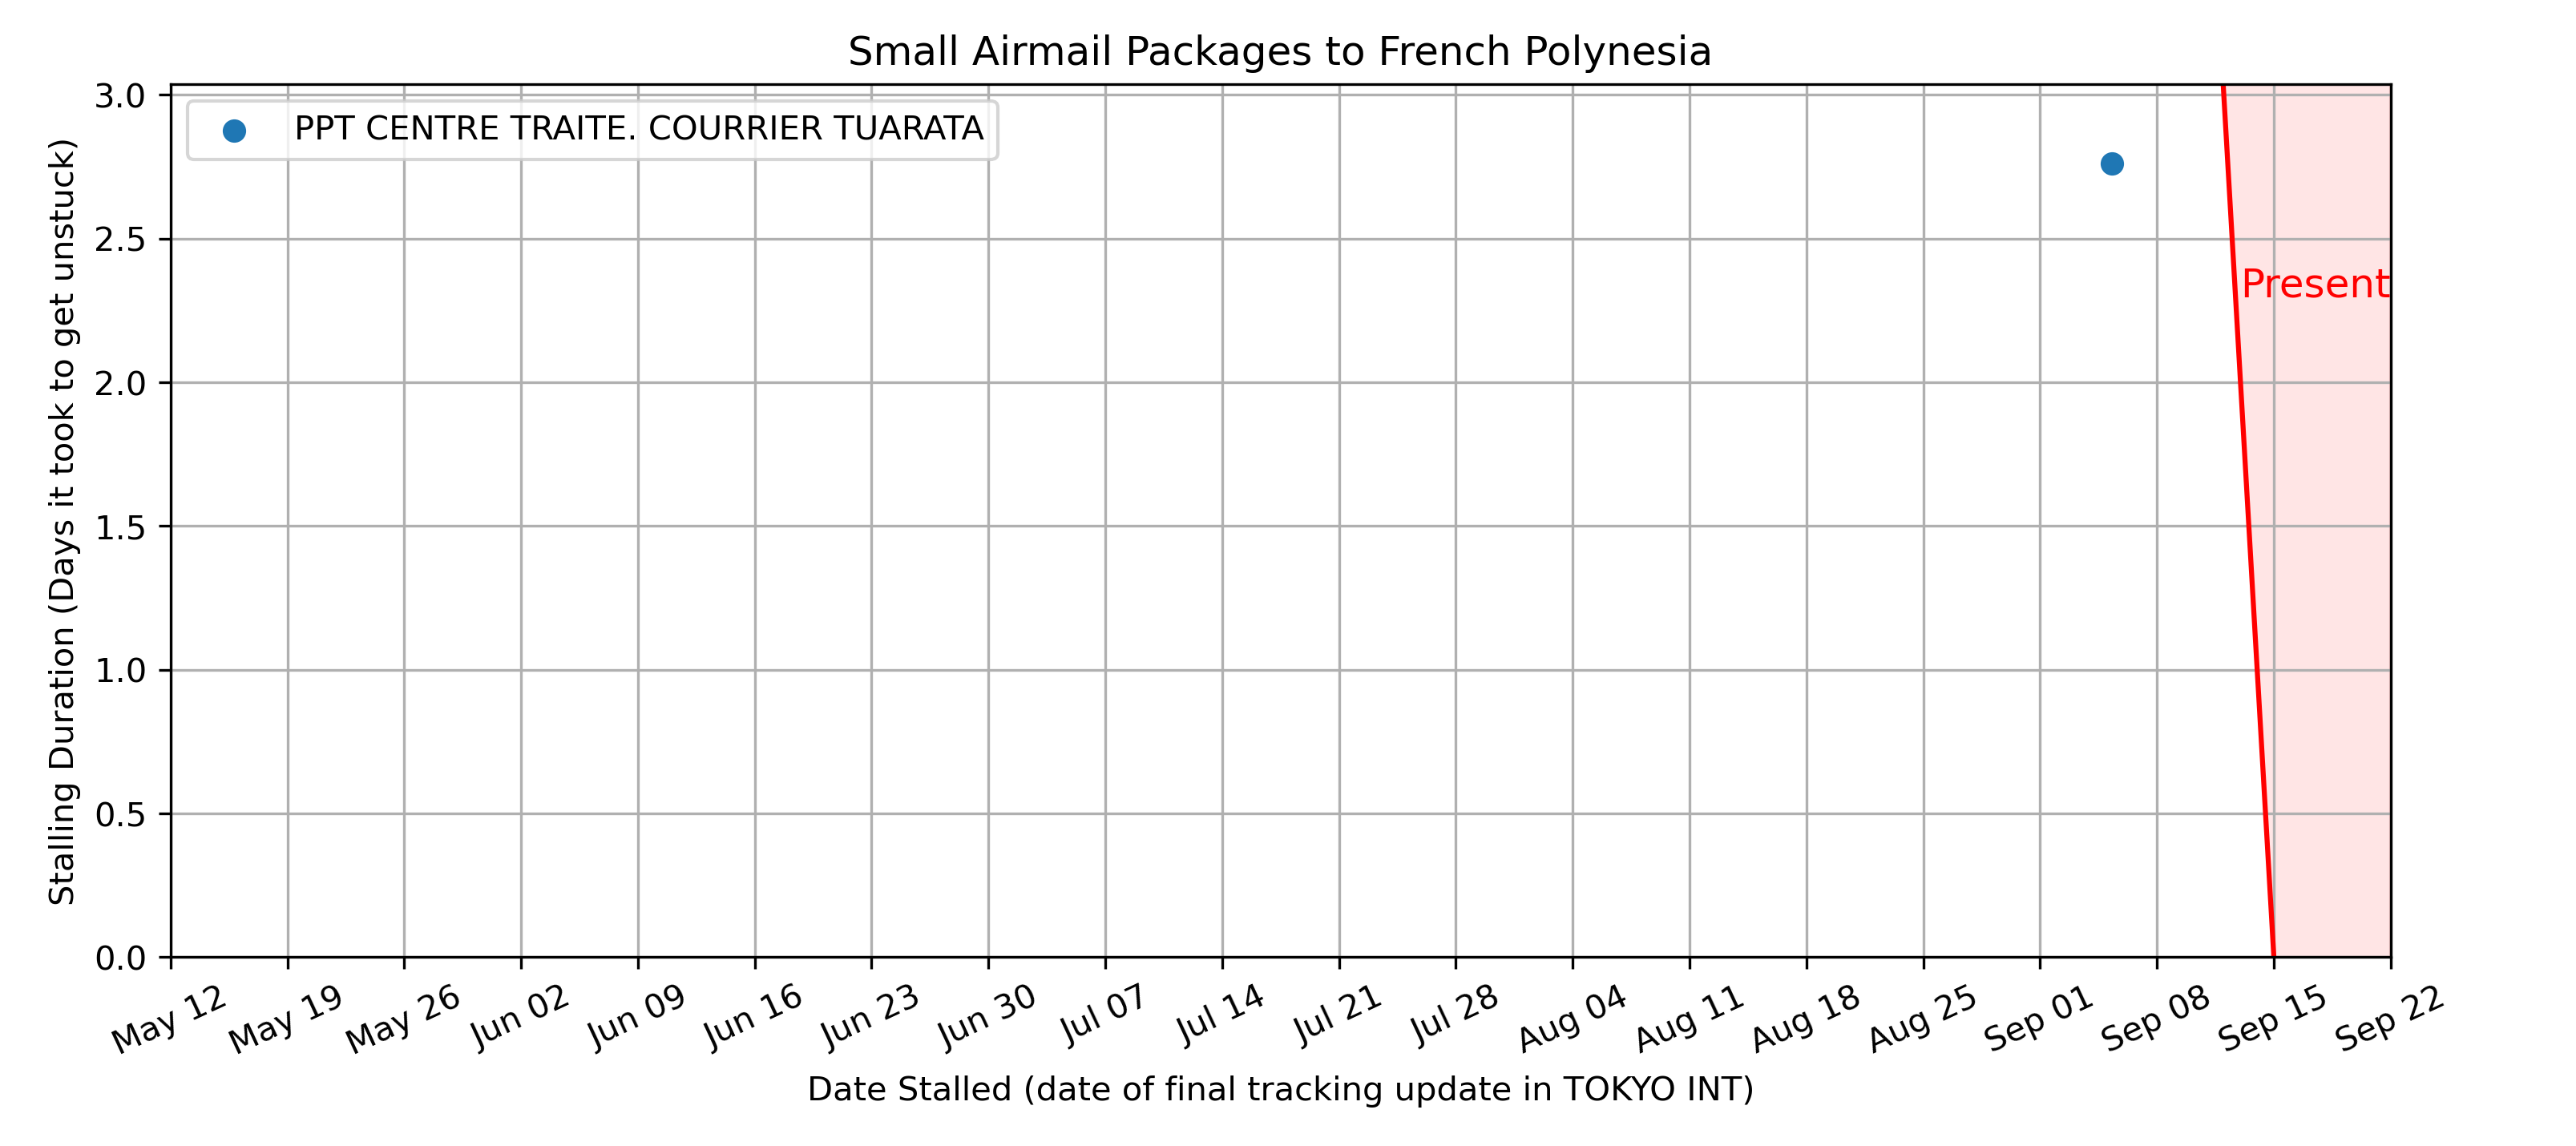 Small Airmail Packages to French Polynesia
PPT CENTRE TRAITE. COURRIER TUARATA
Present
Stalling Duration (Days it took to get unstuck)
3.0
2.5
2.0
1.5
1.0
0.5
0.0
May 12
May 19
May 26
Jun 02
Jun 09
Jun 16
Jun 23
Jun 30
Jul 07
Jul 14
Jul 21
Jul 28
Aug 04
Aug 11
Aug 18
Aug 25
Sep 01
Sep 08
Sep 15
Sep 22
Date Stalled (date of final tracking update in TOKYO INT)